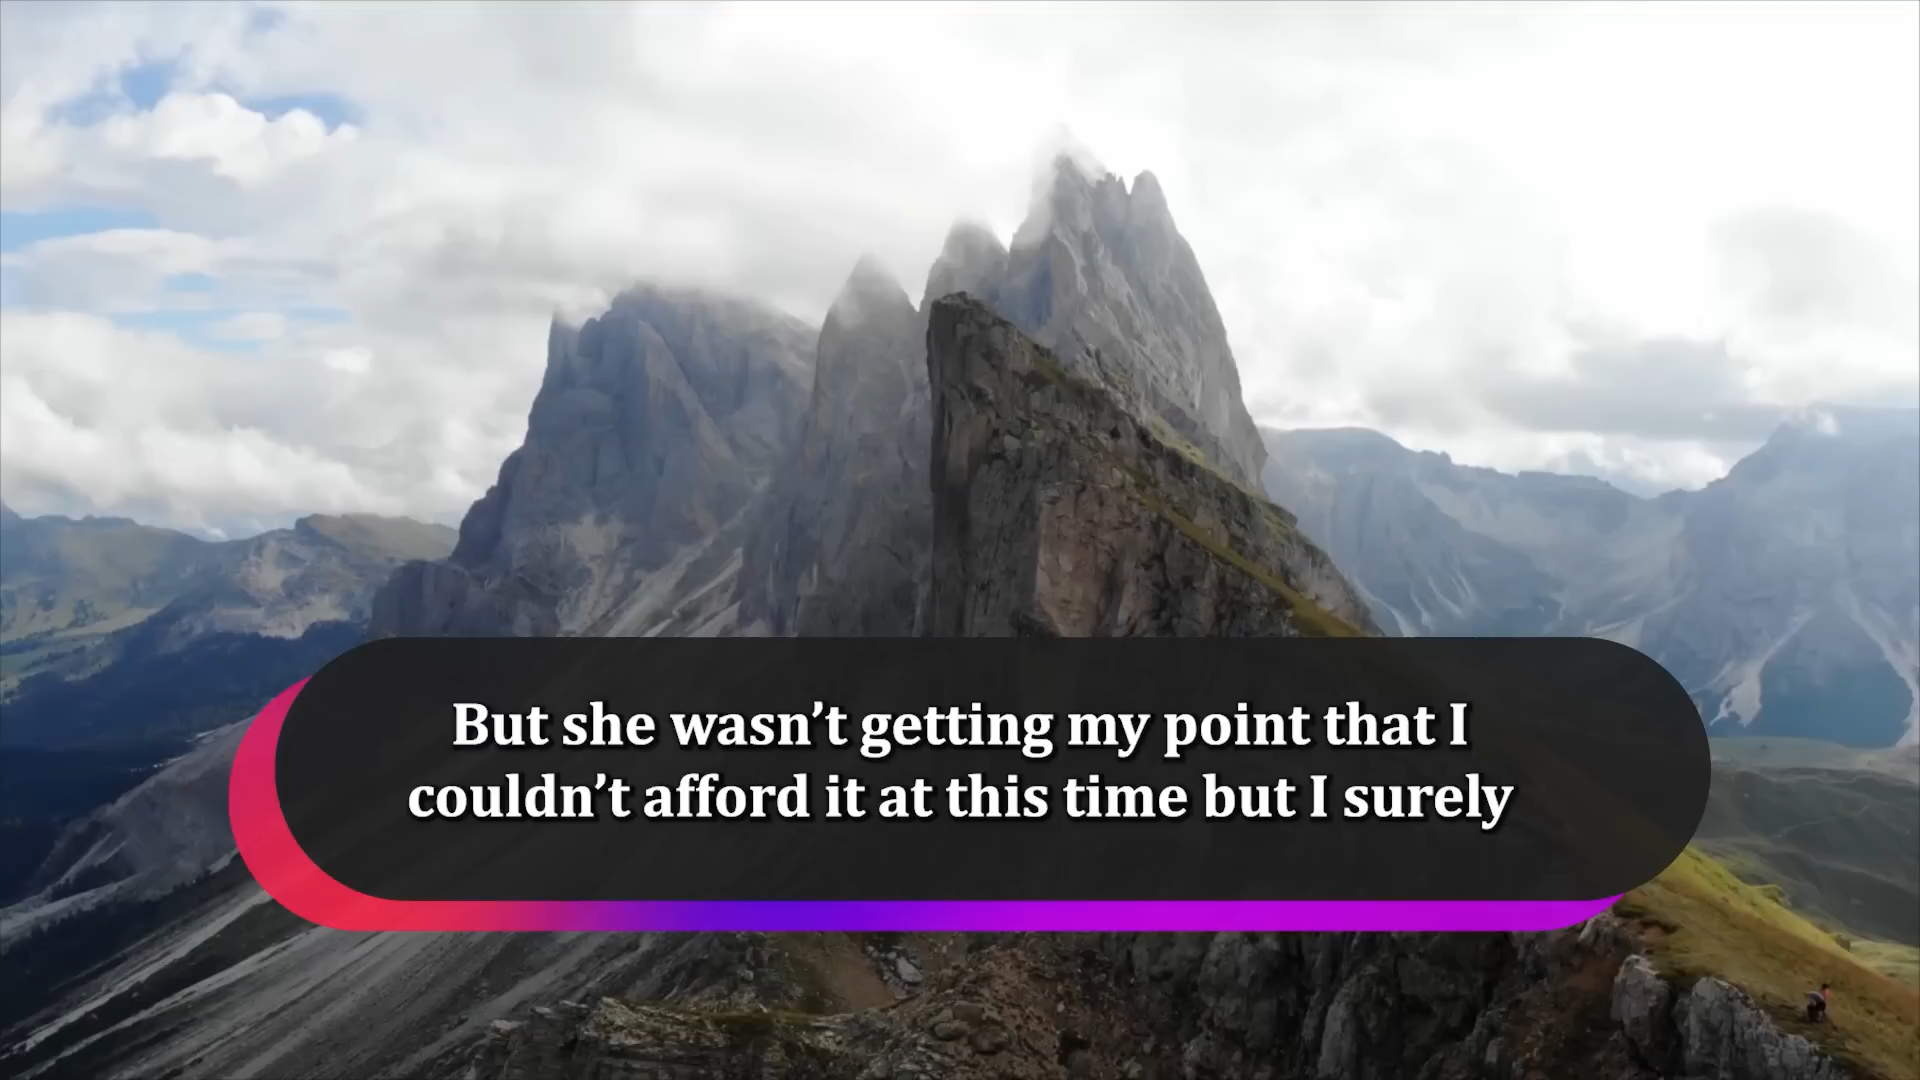 But she wasn’t getting my point that I
couldn’t afford it at this time but I surely